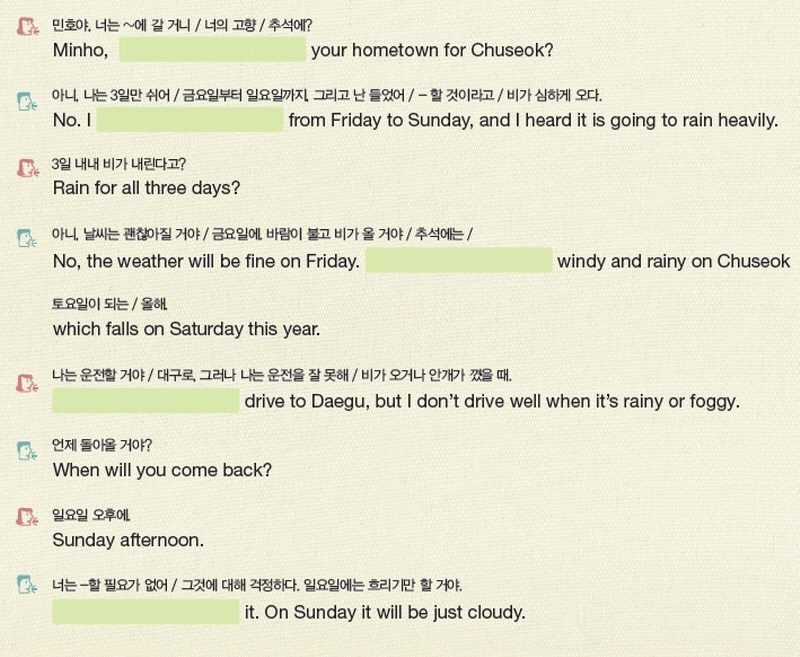 민호야, 너는 ~에 갈 거니 / 너의 고향 / 추석에?
Minho, your hometown for Chuseok?
아니, 나는 3일만 쉬어 / 금요일부터 일요일까지, 그리고 난 들었어 / – 할 것이라고 / 비가 심하게 오다.
No. I from Friday to Sunday, and I heard it is going to rain heavily.
3일 내내 비가 내린다고?
Rain for all three days?
아니, 날씨는 괜찮아질 거야 / 금요일에, 바람이 불고 비가 올 거야 / 추석에는 /
No, the weather will be fine on Friday. windy and rainy on Chuseok
토요일이 되는 / 올해.
which falls on Saturday this year.
나는 운전할 거야 / 대구로, 그러나 나는 운전을 잘 못해 / 비가 오거나 안개가 꼈을 때.
drive to Daegu, but I don't drive well when it's rainy or foggy.
언제 돌아올 거야?
When will you come back?
일요일 오후에.
Sunday afternoon.
너는 –할 필요가 없어 / 그것에 대해 걱정하다. 일요일에는 흐리기만 할 거야.
it. On Sunday it will be just cloudy.